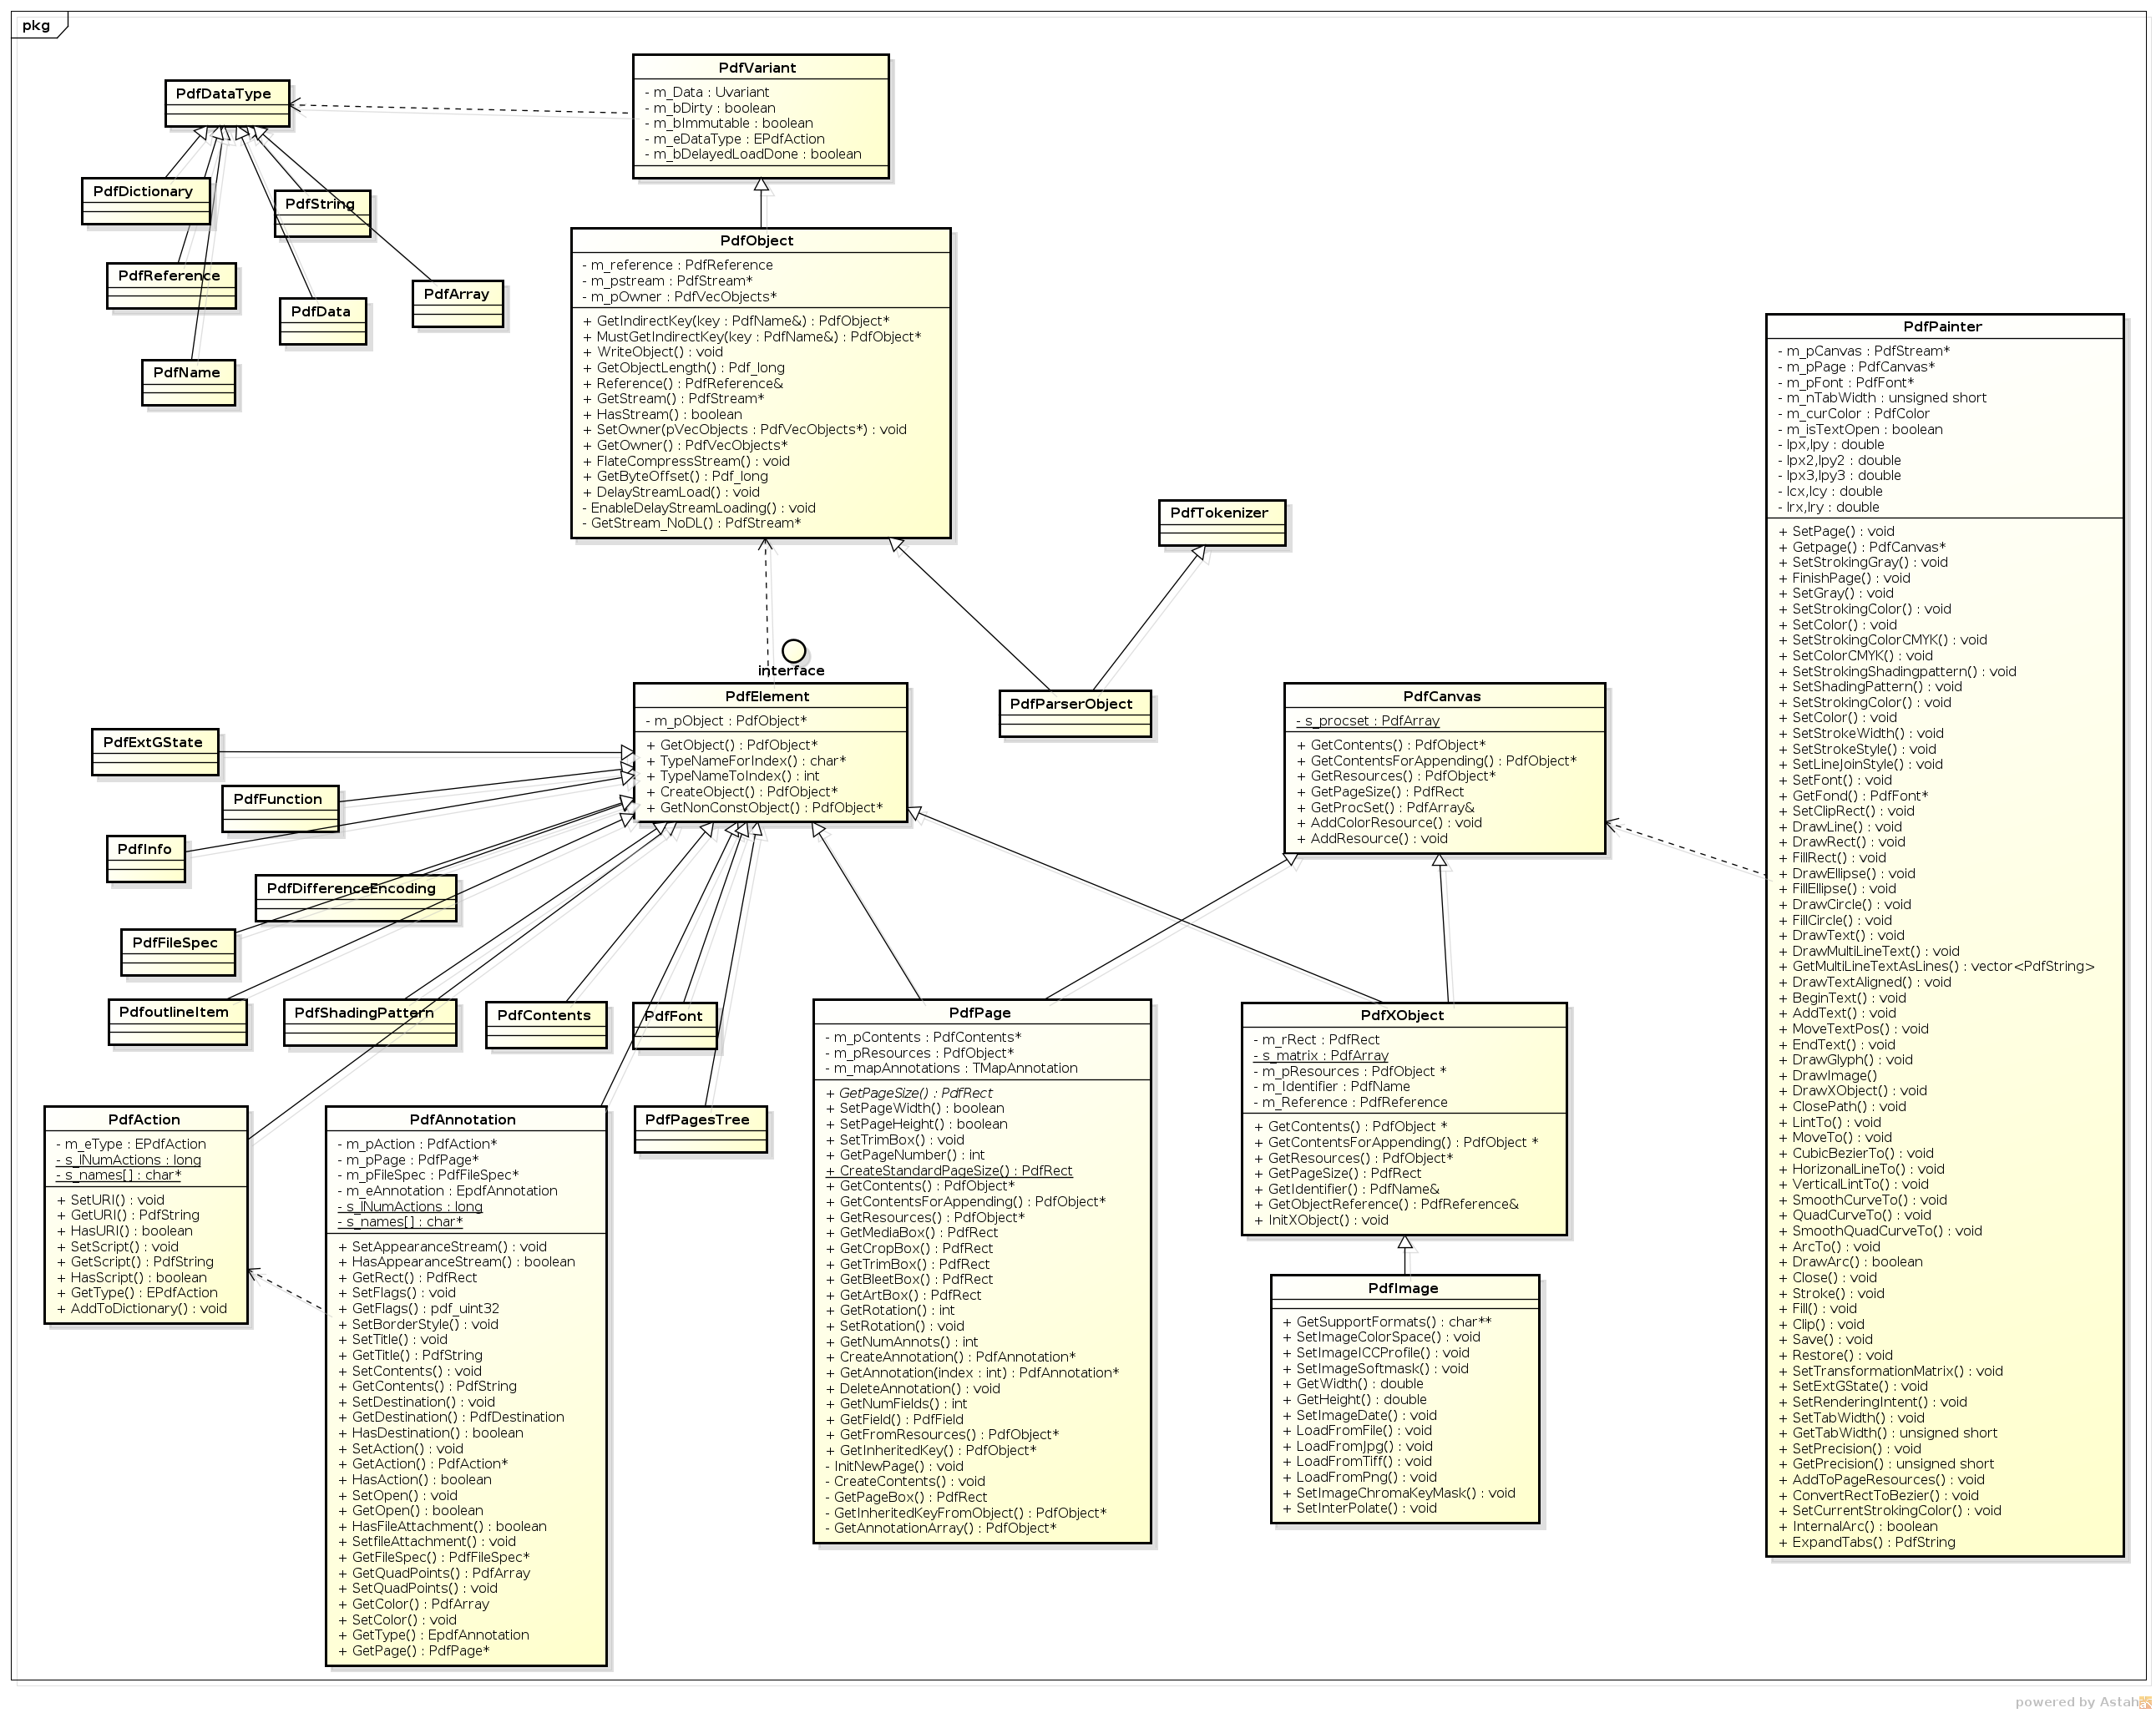 pkg
PdfVariant
- m_Data : Uvariant
- m_bDirty : boolean
- m_bImmutable : boolean
- m_eDataType : EPdfAction
- m_bDelayedLoadDone : boolean
PdfDataType
PdfDictionary
PdfString
PdfReference
PdfArray
PdfData
PdfName
PdfObject
- m_reference : PdfReference
- m_pstream : PdfStream*
- m_pOwner : PdfVecObjects*
+ GetIndirectKey(key : PdfName&) : PdfObject*
+ MustGetIndirectKey(key : PdfName&) : PdfObject*
+ WriteObject() : void
+ GetObjectLength() : Pdf_long
+ Reference() : PdfReference&
+ GetStream() : PdfStream*
+ HasStream() : boolean
+ SetOwner(pVecObjects : PdfVecObjects*) : void
+ GetOwner() : PdfVecObjects*
+ FlateCompressStream() : void
+ GetByteOffset() : Pdf_long
+ DelayStreamLoad() : void
- EnableDelayStreamLoading() : void
- GetStream_NoDL() : PdfStream*
PdfTokenizer
PdfParserObject
interface
PdfElement
- m_pObject : PdfObject*
+ GetObject() : PdfObject*
+ TypeNameForIndex() : char*
+ TypeNameToIndex() : int
+ CreateObject() : PdfObject*
+ GetNonConstObject() : PdfObject*
PdfCanvas
- s_procset : PdfArray
+ GetContents() : PdfObject*
+ GetContentsForAppending() : PdfObject*
+ GetResources() : PdfObject*
+ GetPageSize() : PdfRect
+ GetProcSet() : PdfArray&
+ AddColorResource() : void
+ AddResource() : void
PdfPainter
- m_pCanvas : PdfStream*
- m_pPage : PdfCanvas*
- m_pFont : PdfFont*
- m_nTabWidth : unsigned short
- m_curColor : PdfColor
- m_isTextOpen : boolean
- lpx,lpy : double
- lpx2,lpy2 : double
- lpx3,lpy3 : double
- lcx,lcy : double
- lrx,lry : double
+ SetPage() : void
+ Getpage() : PdfCanvas*
+ SetStrokingGray() : void
+ FinishPage() : void
+ SetGray() : void
+ SetStrokingColor() : void
+ SetColor() : void
+ SetStrokingColorCMYK() : void
+ SetColorCMYK() : void
+ SetStrokingShadingpattern() : void
+ SetShadingPattern() : void
+ SetStrokingColor() : void
+ SetColor() : void
+ SetStrokeWidth() : void
+ SetStrokeStyle() : void
+ SetLineJoinStyle() : void
+ SetFont() : void
+ GetFond() : PdfFont*
+ SetClipRect() : void
+ DrawLine() : void
+ DrawRect() : void
+ FillRect() : void
+ DrawEllipse() : void
+ FillEllipse() : void
+ DrawCircle() : void
+ FillCircle() : void
+ DrawText() : void
+ DrawMultiLineText() : void
+ GetMultiLineTextAsLines() : vector<PdfString>
+ DrawTextAligned() : void
+ BeginText() : void
+ AddText() : void
+ MoveTextPos() : void
+ EndText() : void
+ DrawGlyph() : void
+ DrawImage()
+ DrawXObject() : void
+ ClosePath() : void
+ LintTo() : void
+ MoveTo() : void
+ CubicBezierTo() : void
+ HorizonalLineTo() : void
+ VerticalLintTo() : void
+ SmoothCurveTo() : void
+ QuadCurveTo() : void
+ SmoothQuadCurveTo() : void
+ ArcTo() : void
+ DrawArc() : boolean
+ Close() : void
+ Stroke() : void
+ Fill() : void
+ Clip() : void
+ Save() : void
+ Restore() : void
+ SetTransformationMatrix() : void
+ SetExtGState() : void
+ SetRenderingIntent() : void
+ SetTabWidth() : void
+ GetTabWidth() : unsigned short
+ SetPrecision() : void
+ GetPrecision() : unsigned short
+ AddToPageResources() : void
+ ConvertRectToBezier() : void
+ SetCurrentStrokingColor() : void
+ InternalArc() : boolean
+ ExpandTabs() : PdfString
PdfExtGState
PdfFunction
PdfInfo
PdfDifferenceEncoding
PdfFileSpec
PdfoutlineItem
PdfShadingPattern
PdfContents
PdfFont
PdfPagesTree
PdfAction
- m_eType : EPdfAction
- s_lNumActions : long
- s_names[] : char*
+ SetURI() : void
+ GetURI() : PdfString
+ HasURI() : boolean
+ SetScript() : void
+ GetScript() : PdfString
+ HasScript() : boolean
+ GetType() : EPdfAction
+ AddToDictionary() : void
PdfAnnotation
- m_pAction : PdfAction*
- m_pPage : PdfPage*
- m_pFileSpec : PdfFileSpec*
- m_eAnnotation : EpdfAnnotation
- s_lNumActions : long
- s_names[] : char*
+ SetAppearanceStream() : void
+ HasAppearanceStream() : boolean
+ GetRect() : PdfRect
+ SetFlags() : void
+ GetFlags() : pdf_uint32
+ SetBorderStyle() : void
+ SetTitle() : void
+ GetTitle() : PdfString
+ SetContents() : void
+ GetContents() : PdfString
+ SetDestination() : void
+ GetDestination() : PdfDestination
+ HasDestination() : boolean
+ SetAction() : void
+ GetAction() : PdfAction*
+ HasAction() : boolean
+ SetOpen() : void
+ GetOpen() : boolean
+ HasFileAttachment() : boolean
+ SetfileAttachment() : void
+ GetFileSpec() : PdfFileSpec*
+ GetQuadPoints() : PdfArray
+ SetQuadPoints() : void
+ GetColor() : PdfArray
+ SetColor() : void
+ GetType() : EpdfAnnotation
+ GetPage() : PdfPage*
PdfPage
- m_pContents : PdfContents*
- m_pResources : PdfObject*
- m_mapAnnotations : TMapAnnotation
+ GetPageSize() : PdfRect
+ SetPageWidth() : boolean
+ SetPageHeight() : boolean
+ SetTrimBox() : void
+ GetPageNumber() : int
+ CreateStandardPageSize() : PdfRect
+ GetContents() : PdfObject*
+ GetContentsForAppending() : PdfObject*
+ GetResources() : PdfObject*
+ GetMediaBox() : PdfRect
+ GetCropBox() : PdfRect
+ GetTrimBox() : PdfRect
+ GetBleetBox() : PdfRect
+ GetArtBox() : PdfRect
+ GetRotation() : int
+ SetRotation() : void
+ GetNumAnnots() : int
+ CreateAnnotation() : PdfAnnotation*
+ GetAnnotation(index : int) : PdfAnnotation*
+ DeleteAnnotation() : void
+ GetNumFields() : int
+ GetField() : PdfField
+ GetFromResources() : PdfObject*
+ GetInheritedKey() : PdfObject*
- InitNewPage() : void
- CreateContents() : void
- GetPageBox() : PdfRect
- GetInheritedKeyFromObject() : PdfObject*
- GetAnnotationArray() : PdfObject*
PdfXObject
- m_rRect : PdfRect
- s_matrix : PdfArray
- m_pResources : PdfObject *
- m_Identifier : PdfName
- m_Reference : PdfReference
+ GetContents() : PdfObject *
+ GetContentsForAppending() : PdfObject *
+ GetResources() : PdfObject*
+ GetPageSize() : PdfRect
+ GetIdentifier() : PdfName&
+ GetObjectReference() : PdfReference&
+ InitXObject() : void
PdfImage
+ GetSupportFormats() : char**
+ SetImageColorSpace() : void
+ SetImageICCProfile() : void
+ SetImageSoftmask() : void
+ GetWidth() : double
+ GetHeight() : double
+ SetImageDate() : void
+ LoadFromFile() : void
+ LoadFromJpg() : void
+ LoadFromTiff() : void
+ LoadFromPng() : void
+ SetImageChromaKeyMask() : void
+ SetInterPolate() : void
powered by Astah